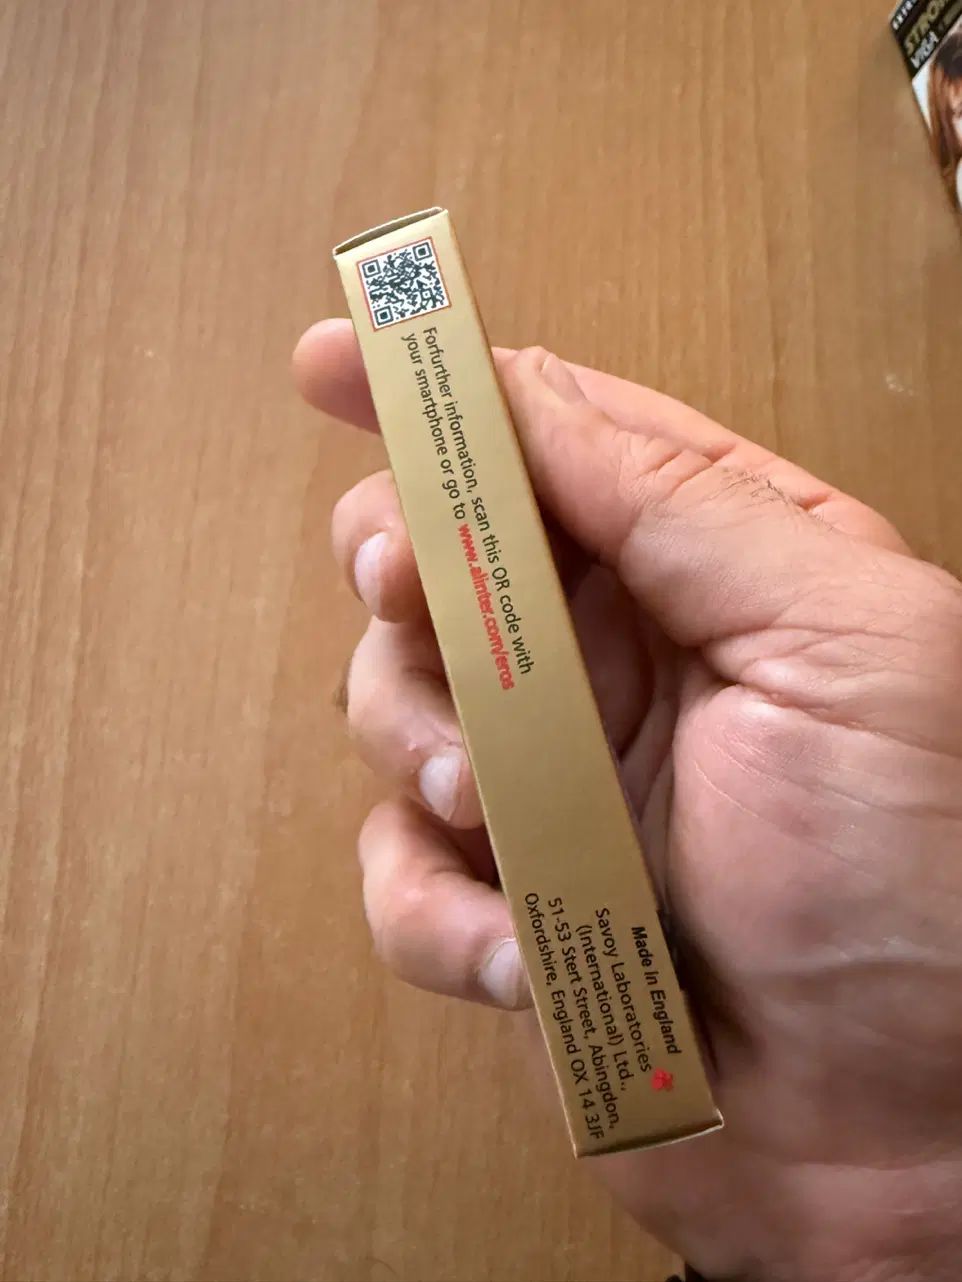 Forfurther information, scan this QR code with
your smartphone or go to www.alinter.com/eros
Made In England
Savoy Laboratories
(International) Ltd.,
51-53 Stert Street, Abingdon,
Oxfordshire, England OX 14 3JF
STRO